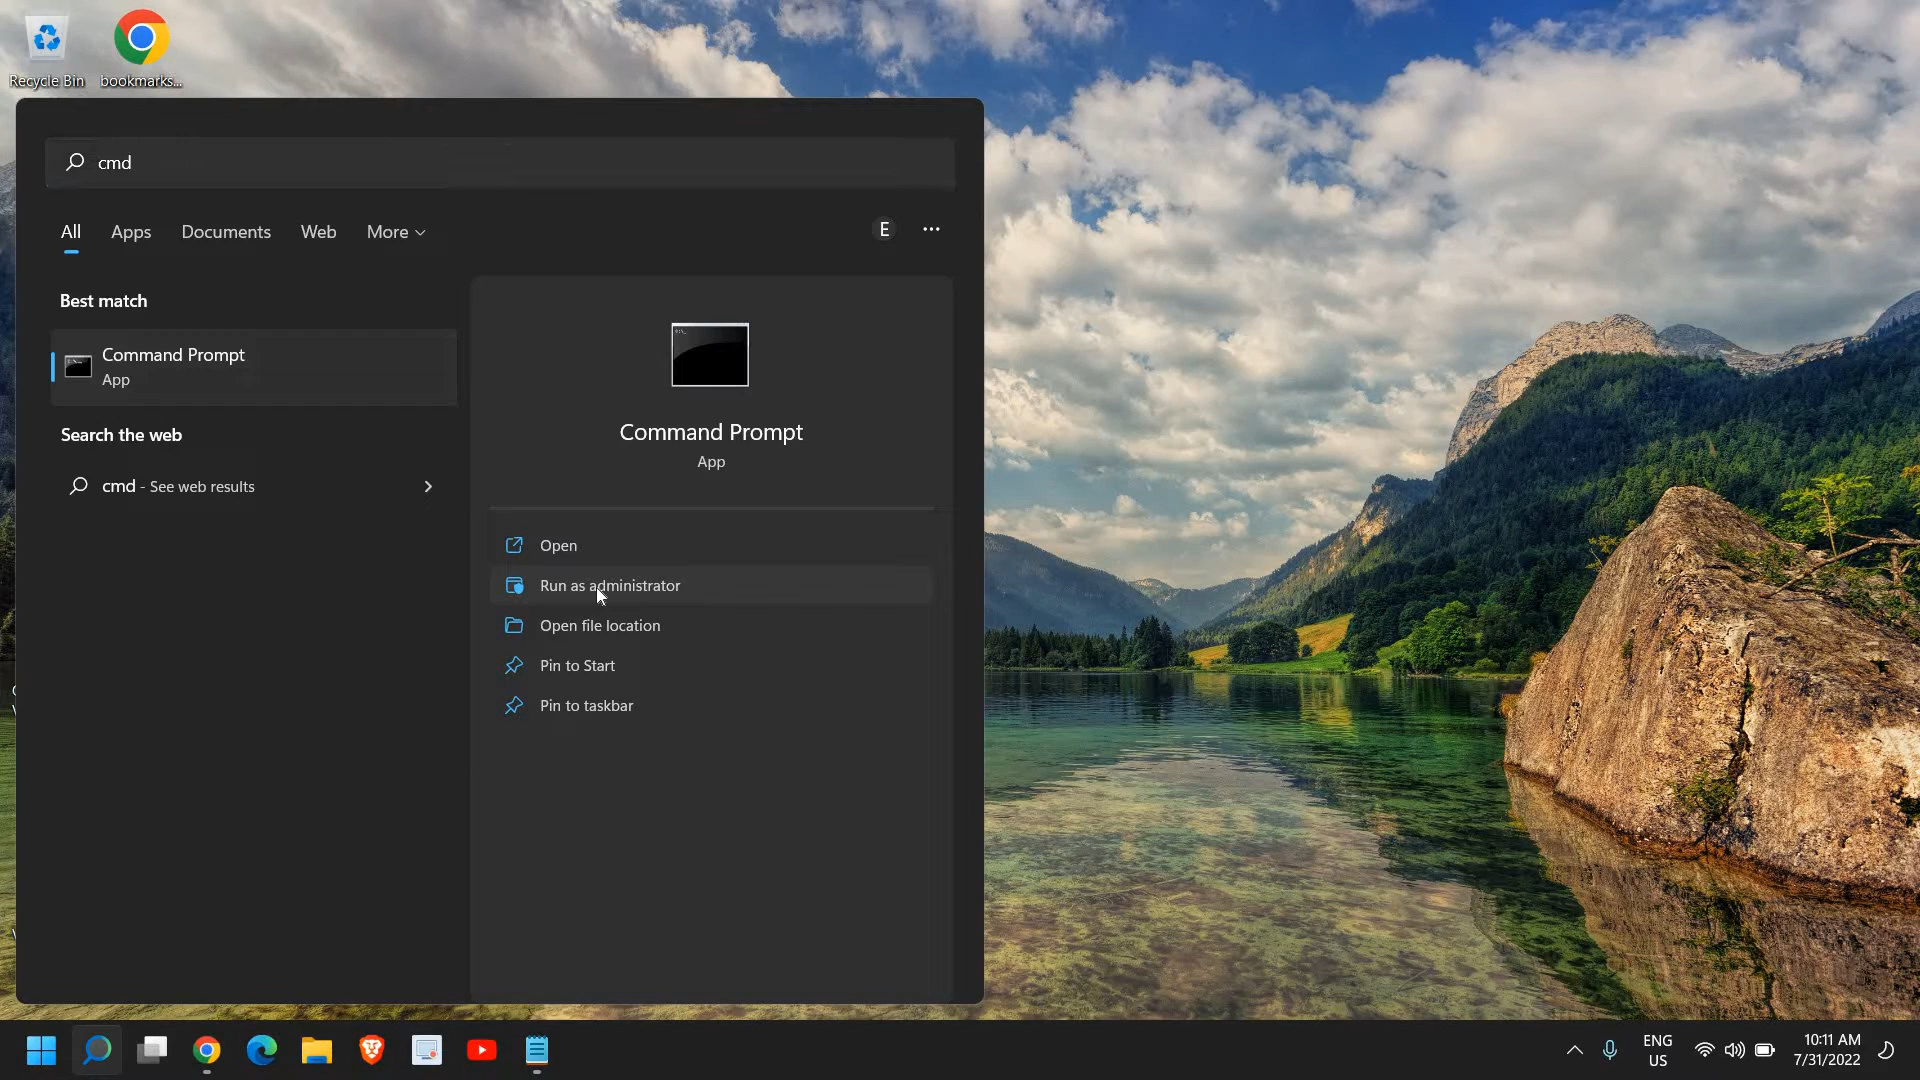 Recycle Bin
bookmarks...
cmd
All
Apps
Documents
Web
More
E
Best match
Command Prompt
App
Search the web
cmd - See web results
Command Prompt
App
Open
Run as administrator
Open file location
Pin to Start
Pin to taskbar
ENG
US
10:11 AM
7/31/2022